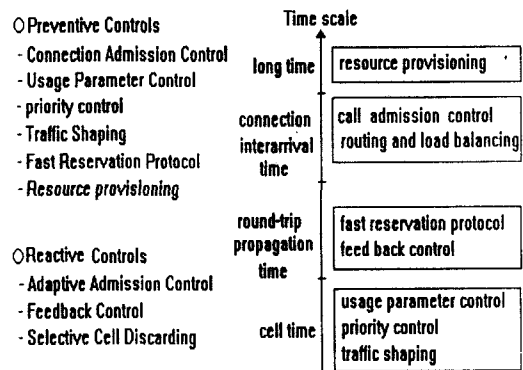 ○Preventive Controls
- Connection Admission Control
- Usage Parameter Control
- priority control
- Traffic Shaping
- Fast Reservation Protocol
- Resource provisioning
○Reactive Controls
- Adaptive Admission Control
- Feedback Control
- Selective Cell Discarding
Time scale
long time
resource provisioning
connection
interarrival
time
call admission control
routing and load balancing
round-trip
propagation
time
fast reservation protocol
feed back control
cell time
usage parameter control
priority control
traffic shaping